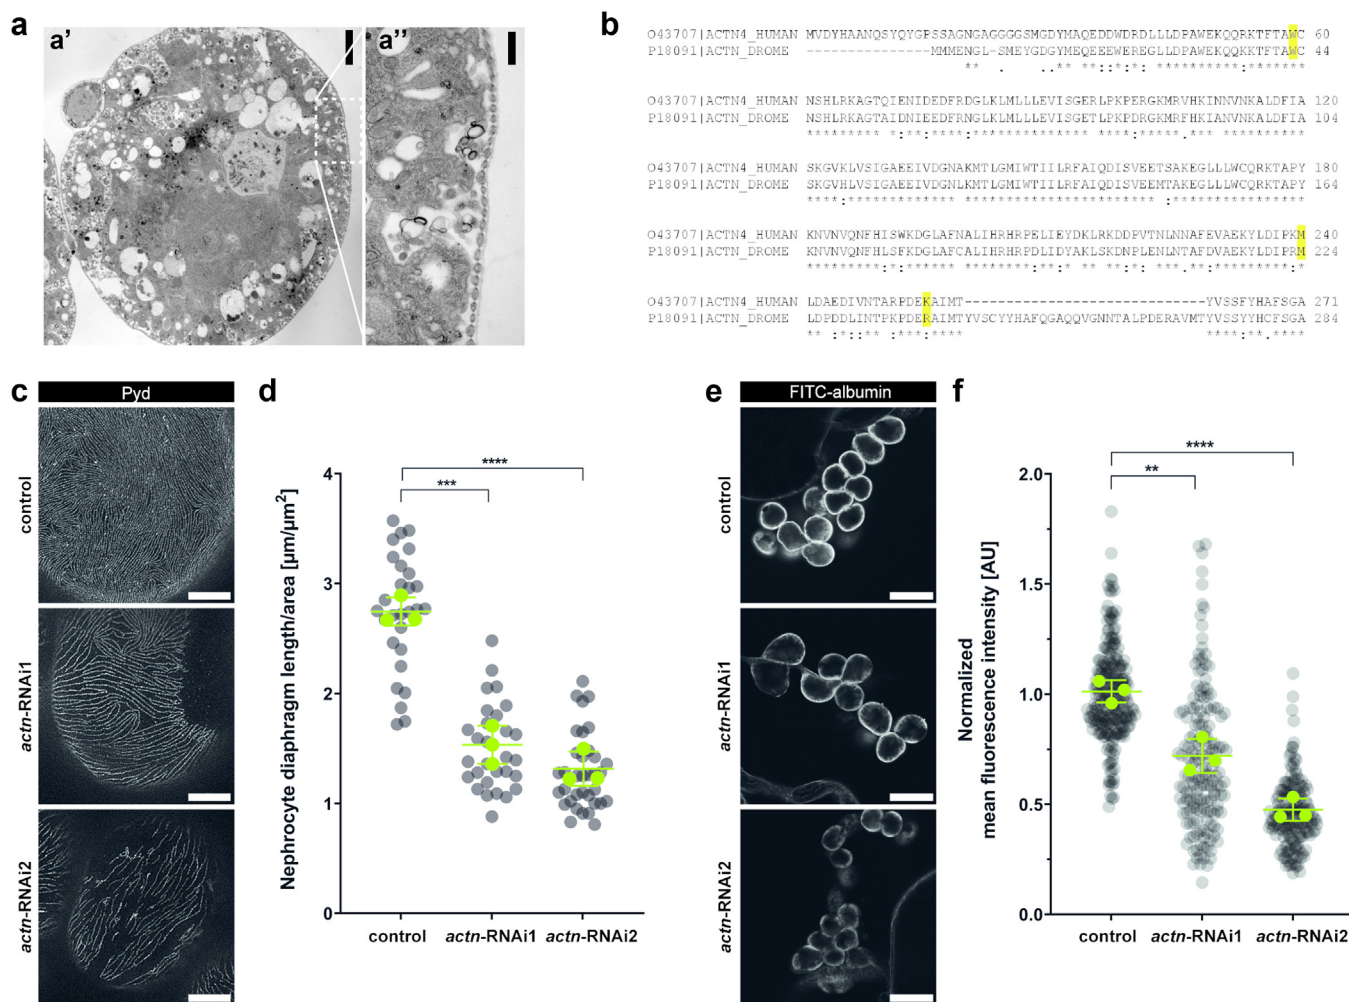 a
a'
a''
b
O43707|ACTN4_HUMAN MVDYHAANQSYQYGPSSAGNGAGGGGSMGDYMAQEDDWDRDLLLDPAWEKQQRKTFTAWC 60
P18091|ACTN_DROME ---------------MMMENGL-SMEYGDGYMEQEEEWEREGLLDPAWEKQQKKTFTAWC 44
O43707|ACTN4_HUMAN NSHLRKAGTQIENIDEDFRDGLKLMLLLEVISGERLPKPERGKMRVHKINNVNKALDFIA 120
P18091|ACTN_DROME NSHLRKAGTAIDNIEEDFRNGLKLMLLLEVISGETLPKPDRGKMRFHKIANVNKALDFIA 104
O43707|ACTN4_HUMAN SKGVKLVSIGAEEIVDGNAKMTLGMIWTIILRFAIQDISVEETSAKEGLLLWCQRKTAPY 180
P18091|ACTN_DROME SKGVHLVSIGAEEIVDGNLKMTLGMIWTIILRFAIQDISVEEMTAKEGLLLWCQRKTAPY 164
O43707|ACTN4_HUMAN KNVNVQNFHISWKDGLAFNALIHRHRPELIEYDKLRKDDPVTNLNNAFEVAEKYLDIPKM 240
P18091|ACTN_DROME KNVNVQNFHLSFKDGLAFCALIHRHRPDLIDYAKLSKDNPLENLNTAFDVAEKYLDIPRM 224
O43707|ACTN4_HUMAN LDAEDIVNTARPDEKAIMT-----------------------------YVSSFYHAFSGA 271
P18091|ACTN_DROME LDPDDLINTPKPDERAIMTYVSCYYHAFQGAQQVGNNTALPDERAVMTYVSSYYHCFSGA 284
c
Pyd
control
actn-RNAi1
actn-RNAi2
d
Nephrocyte diaphragm length/area [µm/µm²]
****
***
4
3
2
1
0
control
actn-RNAi1
actn-RNAi2
e
FITC-albumin
control
actn-RNAi1
actn-RNAi2
f
Normalized
mean fluorescence intensity [AU]
****
**
2.0
1.5
1.0
0.5
0.0
control
actn-RNAi1
actn-RNAi2